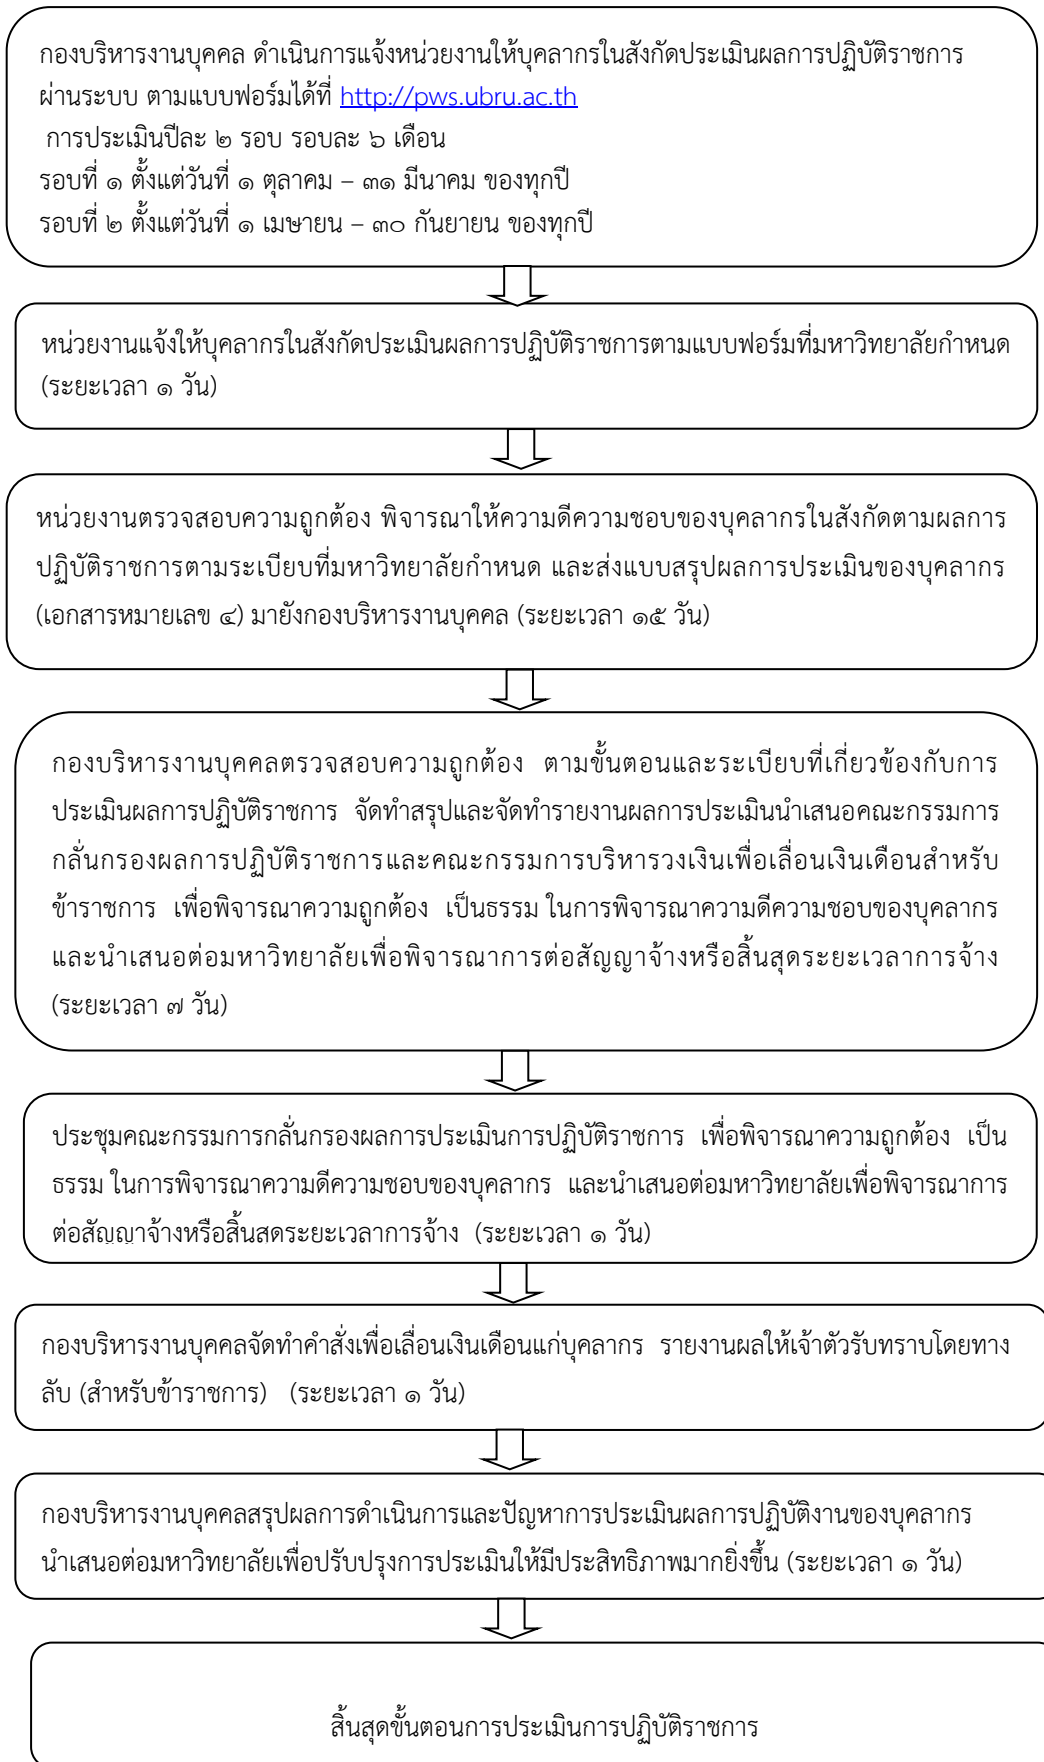 กองบริหารงานบุคคล ดำเนินการแจ้งหน่วยงานให้บุคลากรในสังกัดประเมินผลการปฏิบัติราชการ
ผ่านระบบ ตามแบบฟอร์มได้ที่ http://pws.ubru.ac.th
การประเมินปีละ ๒ รอบ รอบละ ๖ เดือน
รอบที่ ๑ ตั้งแต่วันที่ ๑ ตุลาคม – ๓๑ มีนาคม ของทุกปี
รอบที่ ๒ ตั้งแต่วันที่ ๑ เมษายน – ๓๐ กันยายน ของทุกปี
หน่วยงานแจ้งให้บุคลากรในสังกัดประเมินผลการปฏิบัติราชการตามแบบฟอร์มที่มหาวิทยาลัยกำหนด
(ระยะเวลา ๑ วัน)
หน่วยงานตรวจสอบความถูกต้อง พิจารณาให้ความดีความชอบของบุคลากรในสังกัดตามผลการ
ปฏิบัติราชการตามระเบียบที่มหาวิทยาลัยกำหนด และส่งแบบสรุปผลการประเมินของบุคลากร
(เอกสารหมายเลข ๔) มายังกองบริหารงานบุคคล (ระยะเวลา ๑๕ วัน)
กองบริหารงานบุคคลตรวจสอบความถูกต้อง ตามขั้นตอนและระเบียบที่เกี่ยวข้องกับการ
ประเมินผลการปฏิบัติราชการ จัดทำสรุปและจัดทำรายงานผลการประเมินนำเสนอคณะกรรมการ
กลั่นกรองผลการปฏิบัติราชการและคณะกรรมการบริหารวงเงินเพื่อเลื่อนเงินเดือนสำหรับ
ข้าราชการ เพื่อพิจารณาความถูกต้อง เป็นธรรม ในการพิจารณาความดีความชอบของบุคลากร
และนำเสนอต่อมหาวิทยาลัยเพื่อพิจารณาการต่อสัญญาจ้างหรือสิ้นสุดระยะเวลาการจ้าง
(ระยะเวลา ๗ วัน)
ประชุมคณะกรรมการกลั่นกรองผลการประเมินการปฏิบัติราชการ เพื่อพิจารณาความถูกต้อง เป็น
ธรรม ในการพิจารณาความดีความชอบของบุคลากร และนำเสนอต่อมหาวิทยาลัยเพื่อพิจารณาการ
ต่อสัญญาจ้างหรือสิ้นสุดระยะเวลาการจ้าง (ระยะเวลา ๑ วัน)
กองบริหารงานบุคคลจัดทำคำสั่งเพื่อเลื่อนเงินเดือนแก่บุคลากร รายงานผลให้เจ้าตัวรับทราบโดยทาง
ลับ (สำหรับข้าราชการ) (ระยะเวลา ๑ วัน)
กองบริหารงานบุคคลสรุปผลการดำเนินการและปัญหาการประเมินผลการปฏิบัติงานของบุคลากร
นำเสนอต่อมหาวิทยาลัยเพื่อปรับปรุงการประเมินให้มีประสิทธิภาพมากยิ่งขึ้น (ระยะเวลา ๑ วัน)
สิ้นสุดขั้นตอนการประเมินการปฏิบัติราชการ